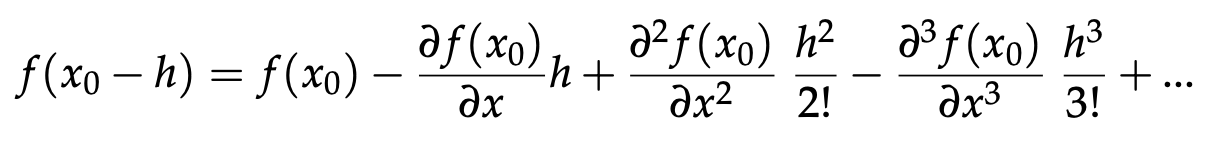 f(x₀ − h) = f(x₀) − ∂f(x₀)/∂x h + ∂²f(x₀)/∂x² h²/2! − ∂³f(x₀)/∂x³ h³/3! + ...